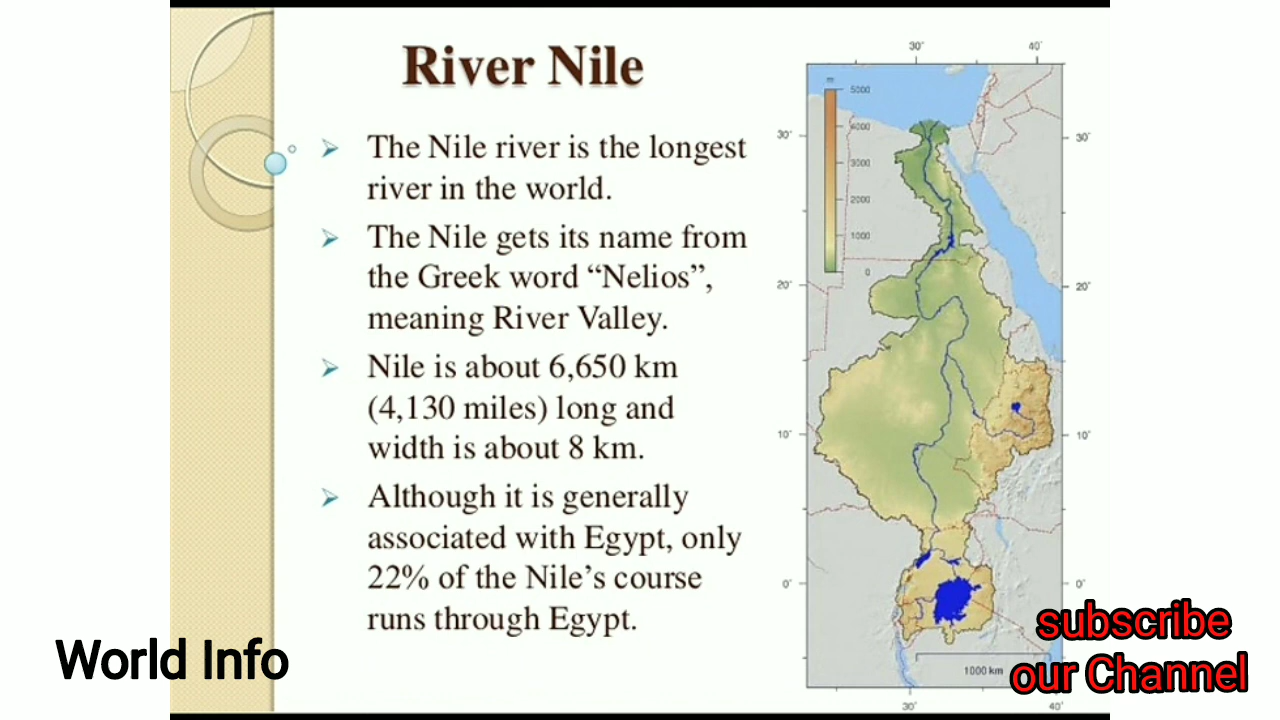 River Nile
➢ The Nile river is the longest
river in the world.
➢ The Nile gets its name from
the Greek word “Nelios”,
meaning River Valley.
➢ Nile is about 6,650 km
(4,130 miles) long and
width is about 8 km.
➢ Although it is generally
associated with Egypt, only
22% of the Nile’s course
runs through Egypt.
30° 40°
m
5000
4000
3000
2000
1000
0
30° 30°
20° 20°
10° 10°
0° 0°
1000 km
30° 40°
World Info
subscribe
our Channel